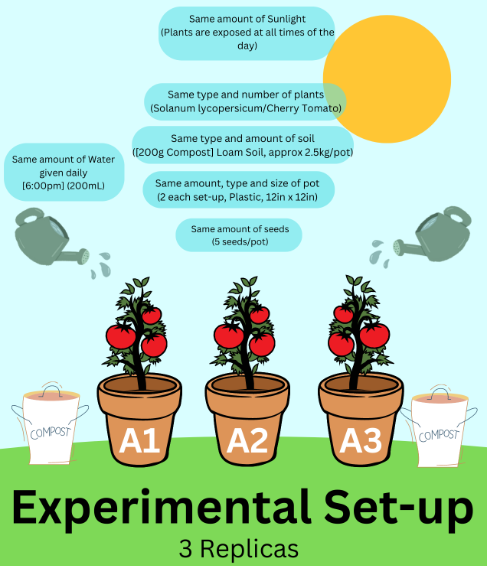 Same amount of Sunlight
(Plants are exposed at all times of the
day)
Same type and number of plants
(Solanum lycopersicum/Cherry Tomato)
Same type and amount of soil
([200g Compost] Loam Soil, approx 2.5kg/pot)
Same amount of Water
given daily
[6:00pm] (200mL)
Same amount, type and size of pot
(2 each set-up, Plastic, 12in x 12in)
Same amount of seeds
(5 seeds/pot)
COMPOST
A1
A2
A3
COMPOST
Experimental Set-up
3 Replicas